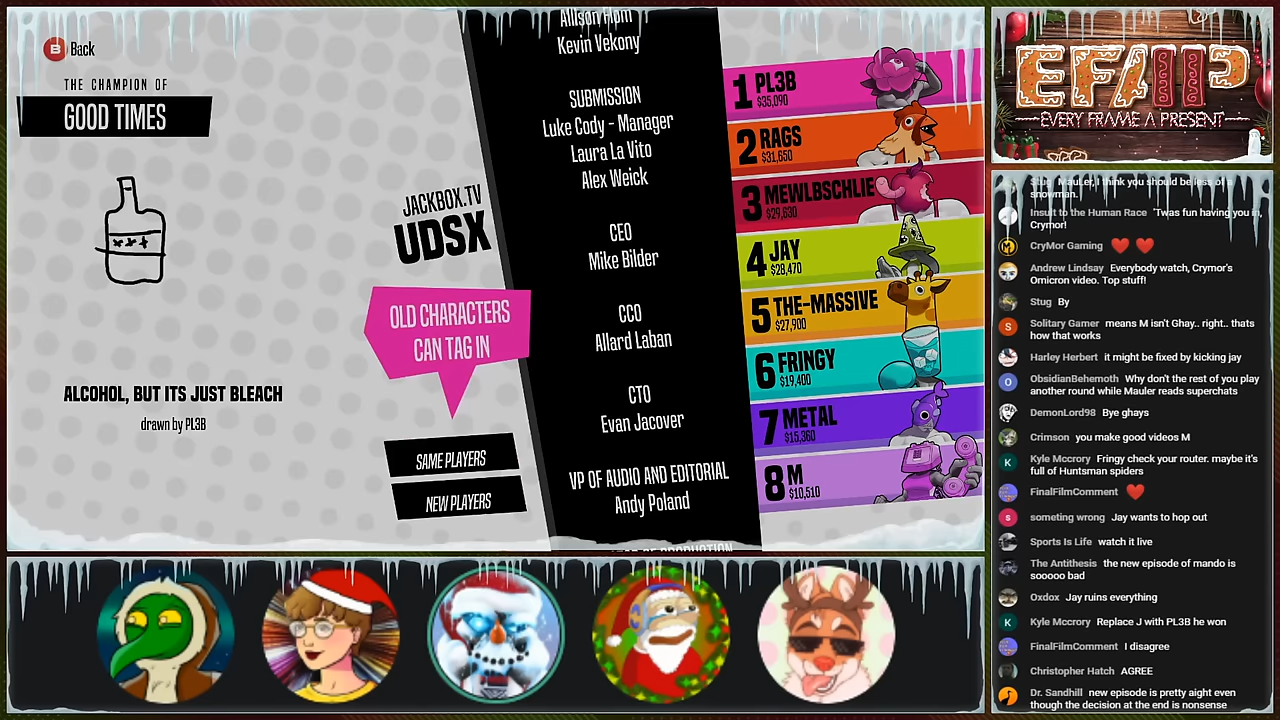 B Back
THE CHAMPION OF
GOOD TIMES
ALCOHOL, BUT ITS JUST BLEACH
drawn by PL3B
JACKBOX.TV
UDSX
OLD CHARACTERS
CAN TAG IN
SAME PLAYERS
NEW PLAYERS
Kevin Vekony
SUBMISSION
Luke Cody - Manager
Laura La Vito
Alex Weick
CEO
Mike Bilder
CCO
Allard Laban
CTO
Evan Jacover
VP OF AUDIO AND EDITORIAL
Andy Poland
1 PL3B
$35,090
2 RAGS
$31,650
3 MEWLBSCHLIE
$29,630
4 JAY
$28,470
5 THE-MASSIVE
$27,900
6 FRINGY
$19,400
7 METAL
$15,360
8 M
$10,510
EFAP
EVERY FRAME A PRESENT
Stug MauLer, I think you should be less of a
snowman.
Insult to the Human Race 'Twas fun having you in,
Crymor!
CryMor Gaming
Andrew Lindsay Everybody watch, Crymor's
Omicron video. Top stuff!
Stug By
S Solitary Gamer means M isn't Ghay.. right.. thats
how that works
Harley Herbert it might be fixed by kicking jay
O ObsidianBehemoth Why don't the rest of you play
another round while Mauler reads superchats
DemonLord98 Bye ghays
Crimson you make good videos M
K Kyle Mccrory Fringy check your router. maybe it's
full of Huntsman spiders
FinalFilmComment
s someting wrong Jay wants to hop out
Sports Is Life watch it live
The Antithesis the new episode of mando is
sooooo bad
Oxdox Jay ruins everything
K Kyle Mccrory Replace J with PL3B he won
FinalFilmComment I disagree
Christopher Hatch AGREE
Dr. Sandhill new episode is pretty aight even
though the decision at the end is nonsense